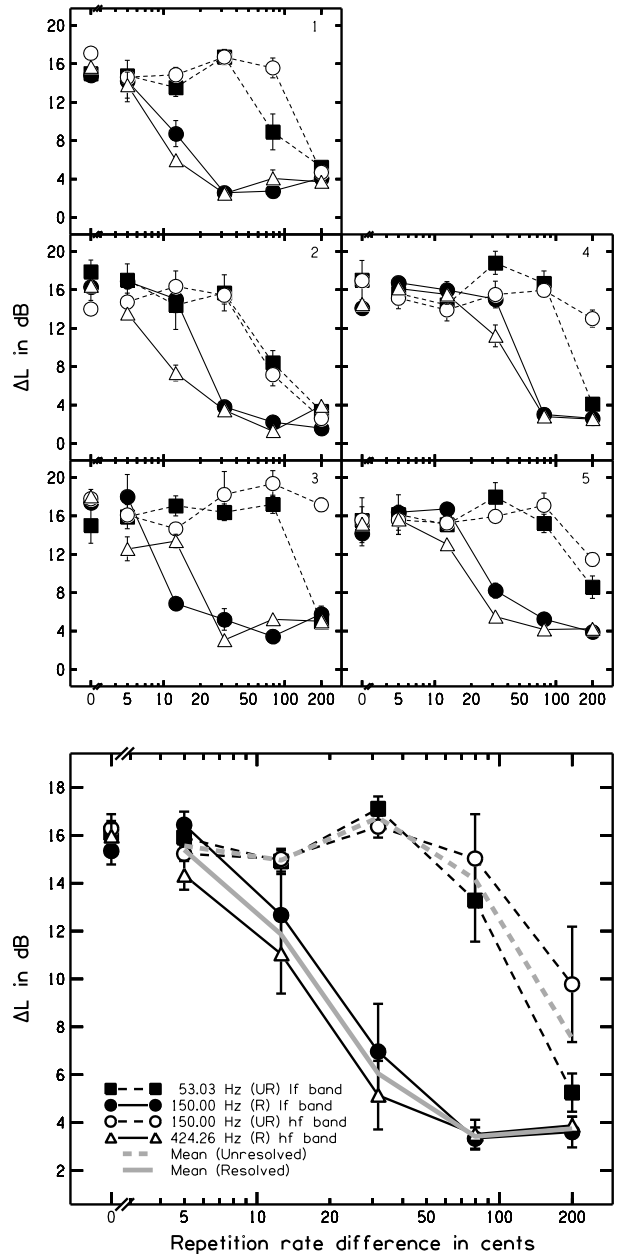 1
20
16
12
8
4
0
2
4
20
16
12
8
4
0
ΔL in dB
3
5
20
16
12
8
4
0
0 5 10 20 50 100 200
0 5 10 20 50 100 200
18
16
14
12
10
8
6
4
2
ΔL in dB
53.03 Hz (UR) lf band
150.00 Hz (R) lf band
150.00 Hz (UR) hf band
424.26 Hz (R) hf band
Mean (Unresolved)
Mean (Resolved)
0 5 10 20 50 100 200
Repetition rate difference in cents